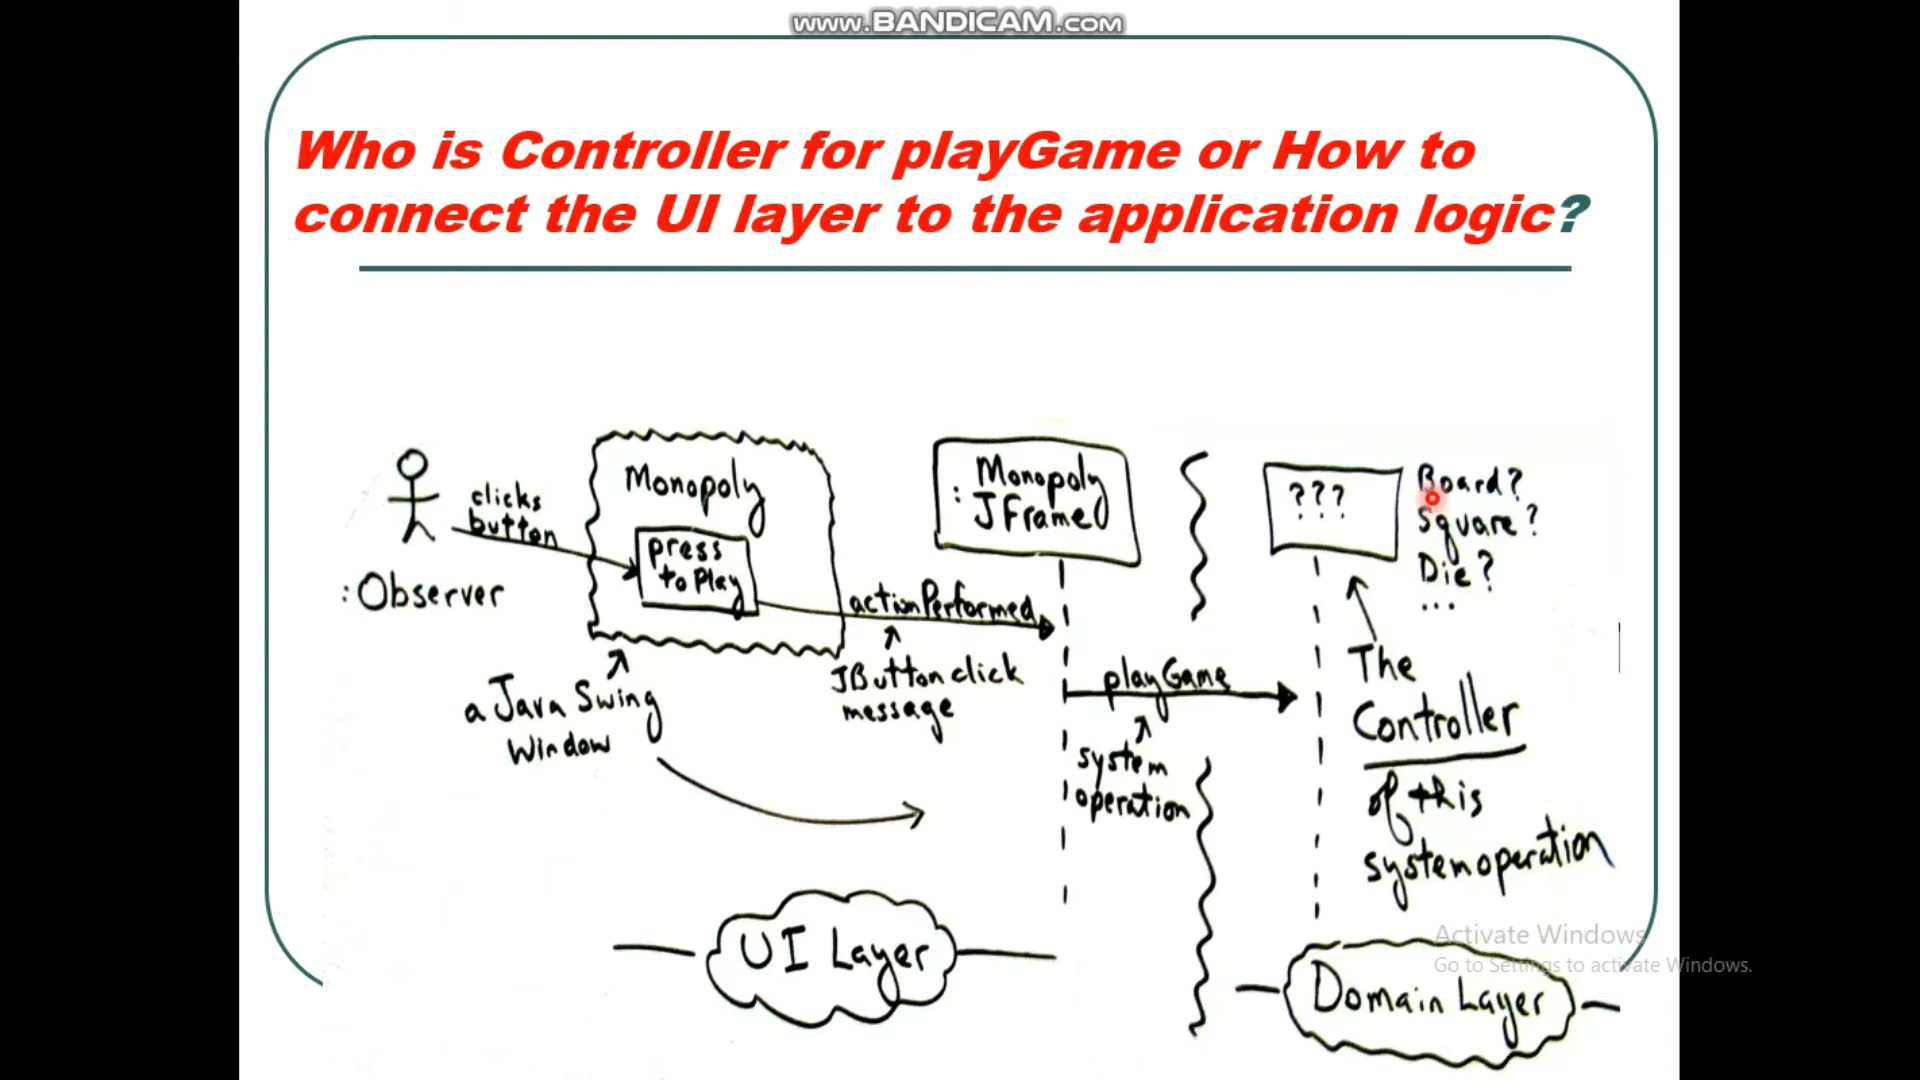 www.BANDICAM.com
Who is Controller for playGame or How to
connect the UI layer to the application logic?
:Observer
clicks
button
Monopoly
press
to play
a Java Swing
Window
actionPerformed
JButton click
message
: Monopoly
JFrame
playGame
system
operation
???
Board?
Square?
Die?
...
The
Controller
of this
system operation
UI Layer
Domain Layer
Activate Windows
Go to Settings to activate Windows.